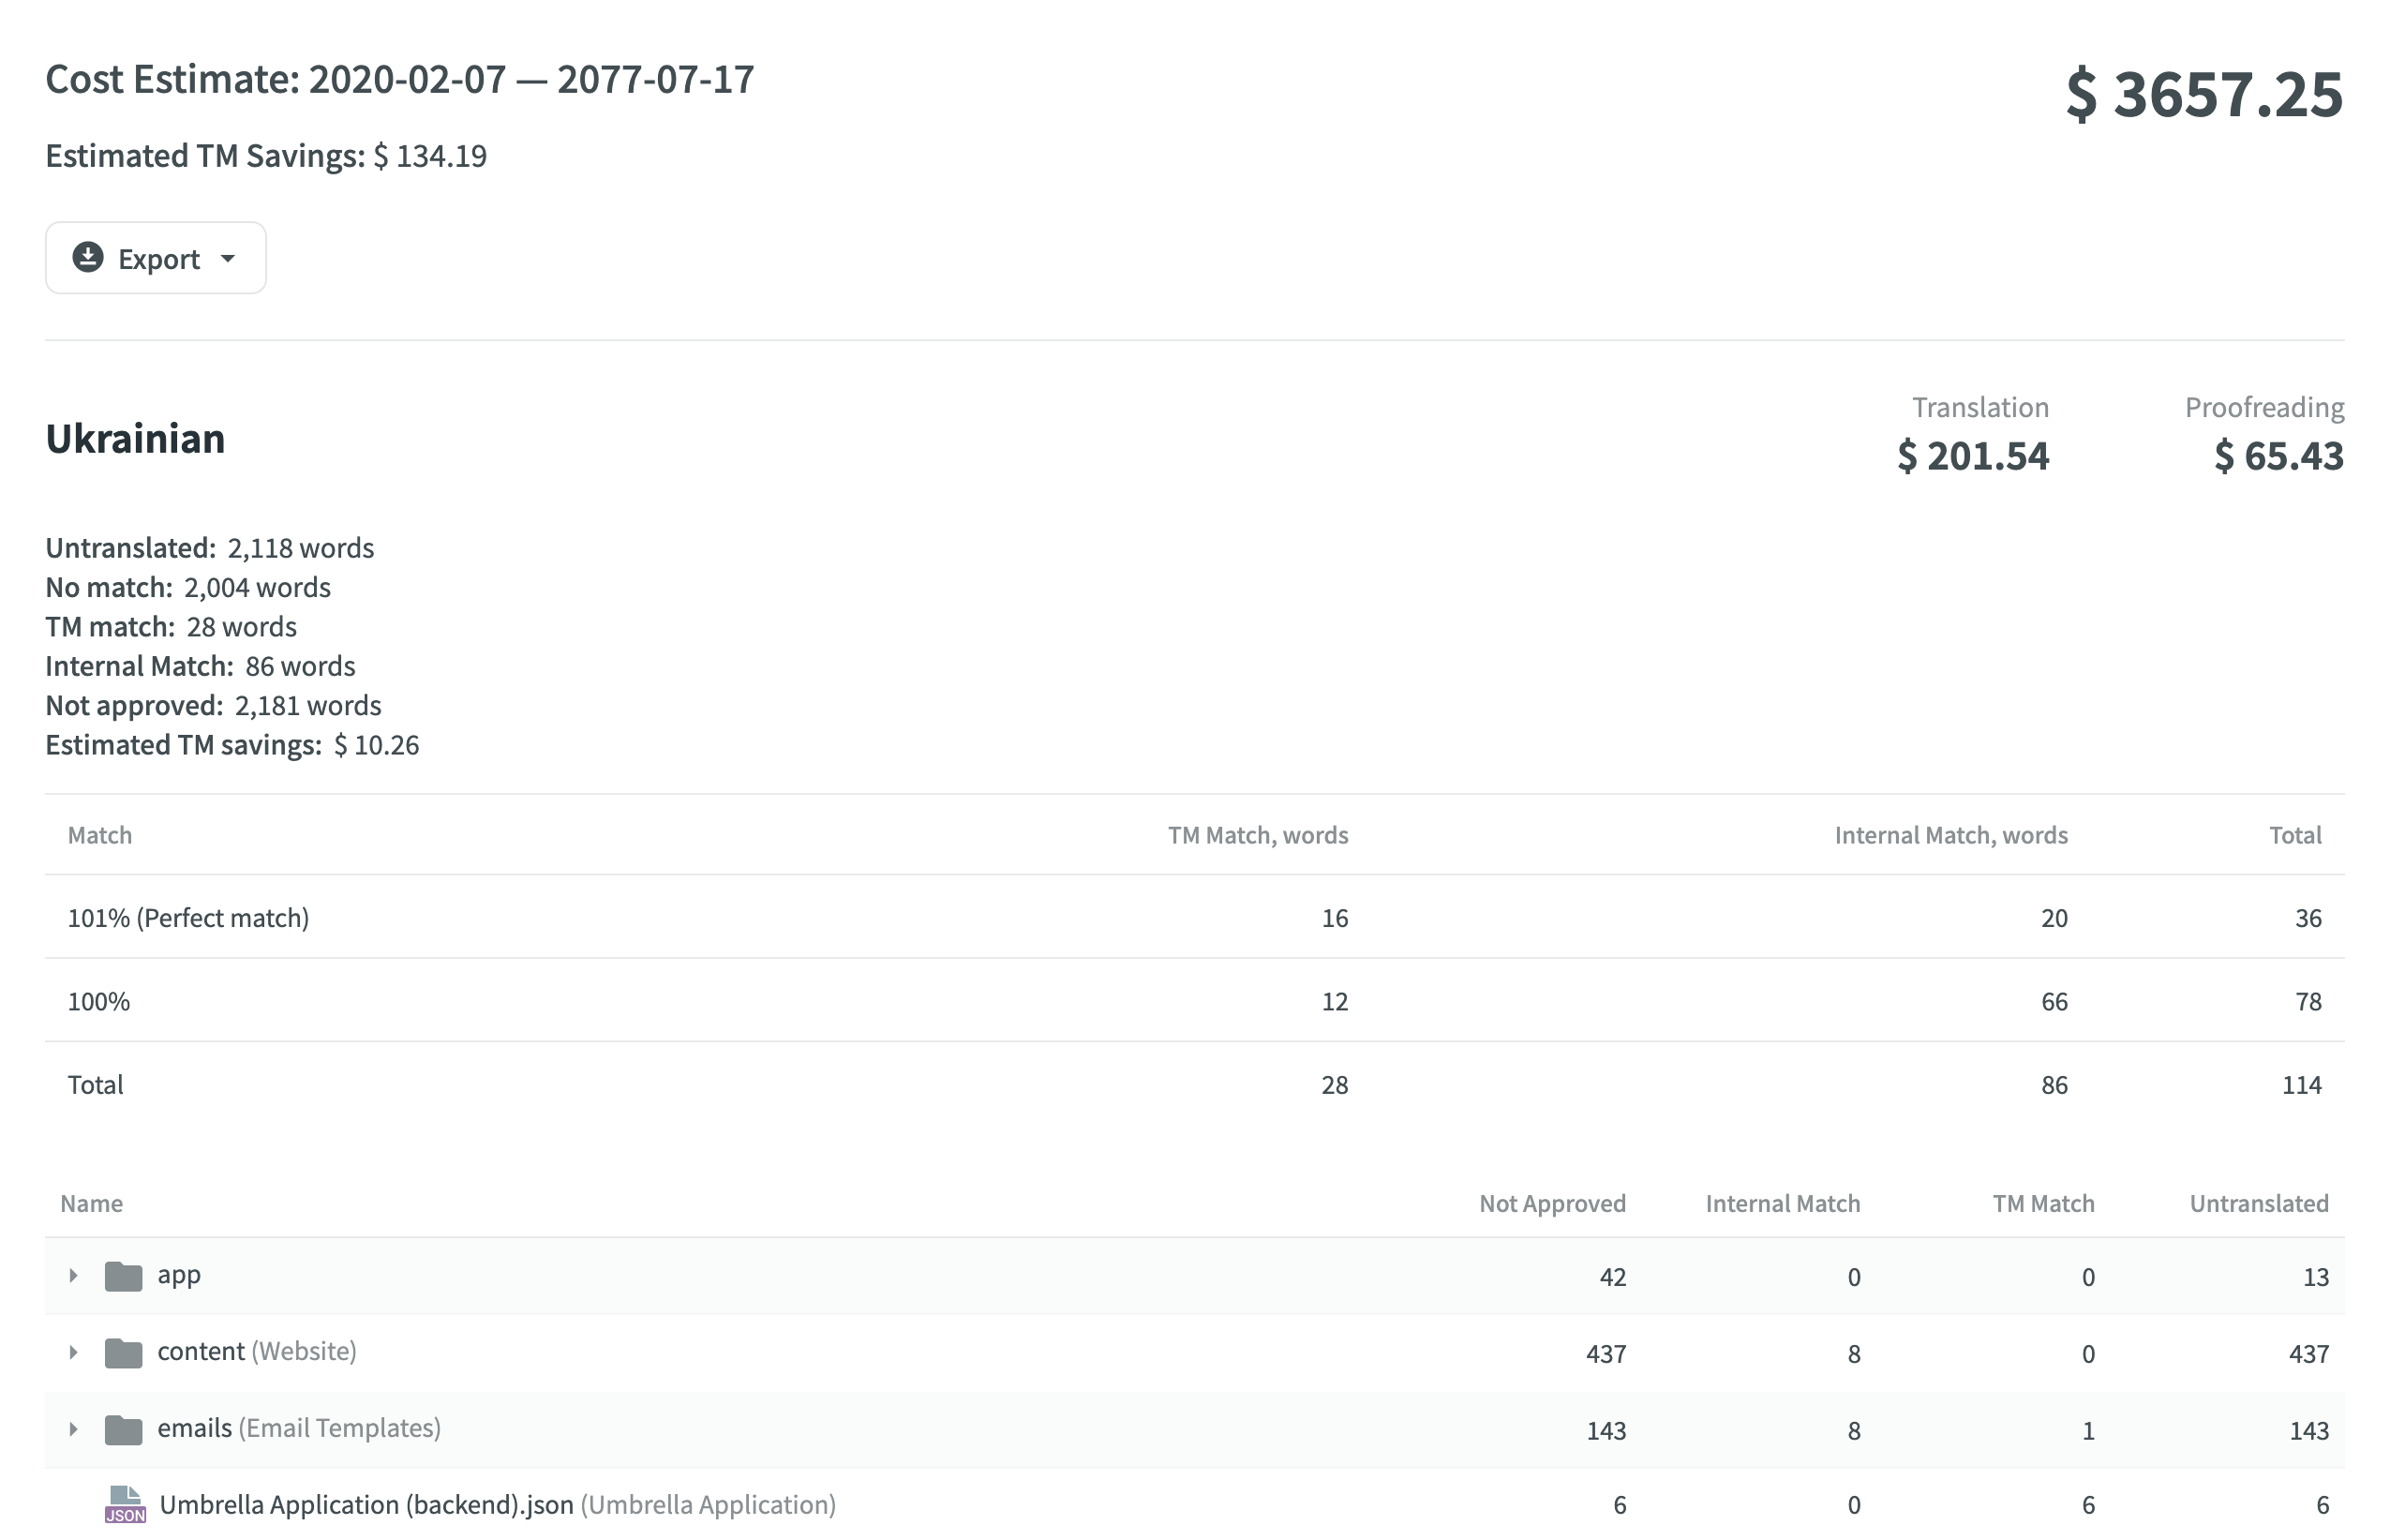 Cost Estimate: 2020-02-07 — 2077-07-17
$ 3657.25
Estimated TM Savings: $ 134.19
Export
Ukrainian
Translation
$ 201.54
Proofreading
$ 65.43
Untranslated: 2,118 words
No match: 2,004 words
TM match: 28 words
Internal Match: 86 words
Not approved: 2,181 words
Estimated TM savings: $ 10.26
Match TM Match, words Internal Match, words Total
101% (Perfect match) 16 20 36
100% 12 66 78
Total 28 86 114
Name Not Approved Internal Match TM Match Untranslated
app 42 0 0 13
content (Website) 437 8 0 437
emails (Email Templates) 143 8 1 143
JSON Umbrella Application (backend).json (Umbrella Application) 6 0 6 6